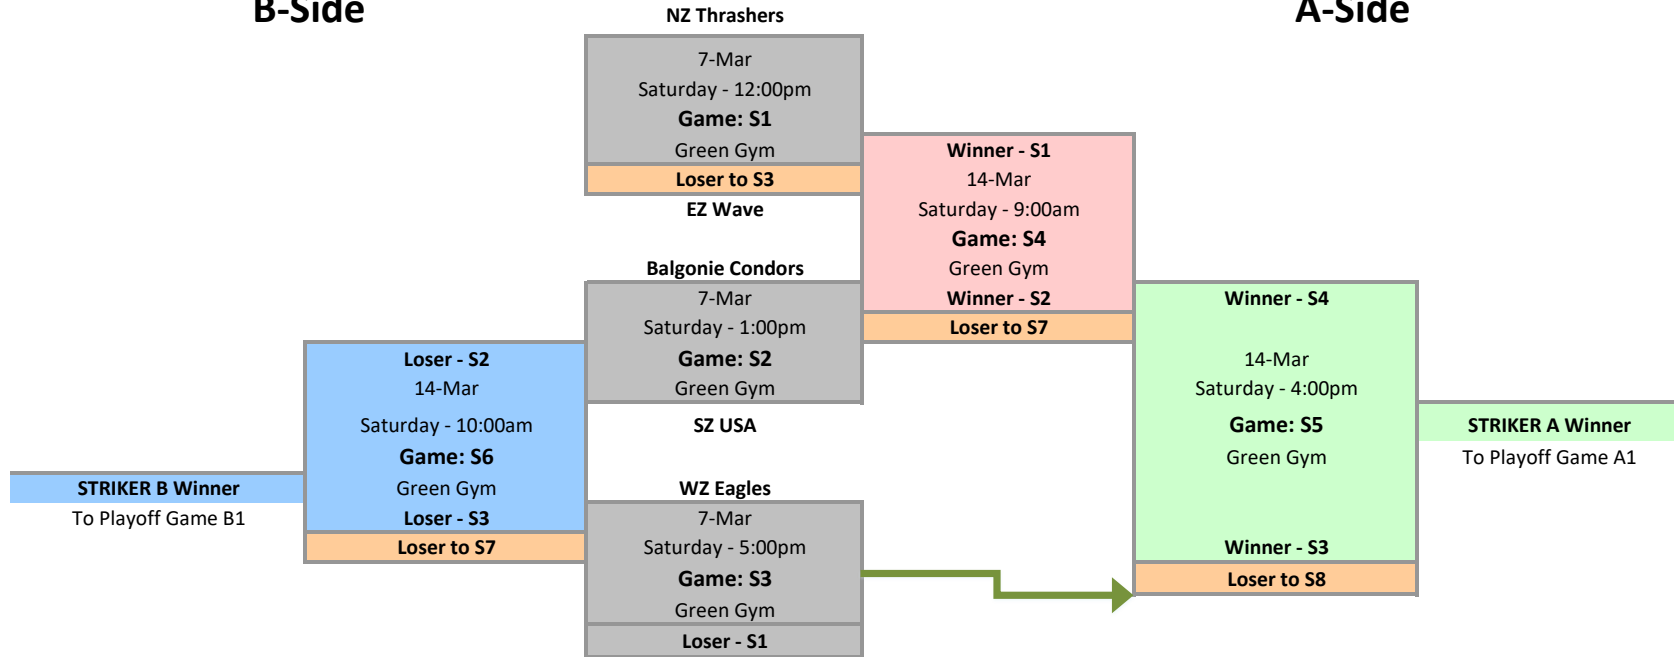 B-Side
A-Side
NZ Thrashers
7-Mar
Saturday - 12:00pm
Game: S1
Green Gym
Loser to S3
EZ Wave
Balgonie Condors
7-Mar
Saturday - 1:00pm
Game: S2
Green Gym
SZ USA
WZ Eagles
7-Mar
Saturday - 5:00pm
Game: S3
Green Gym
Loser - S1
Winner - S1
14-Mar
Saturday - 9:00am
Game: S4
Green Gym
Winner - S2
Loser to S7
Winner - S4
14-Mar
Saturday - 4:00pm
Game: S5
Green Gym
Winner - S3
Loser to S8
STRIKER A Winner
To Playoff Game A1
Loser - S2
14-Mar
Saturday - 10:00am
Game: S6
Green Gym
Loser - S3
Loser to S7
STRIKER B Winner
To Playoff Game B1